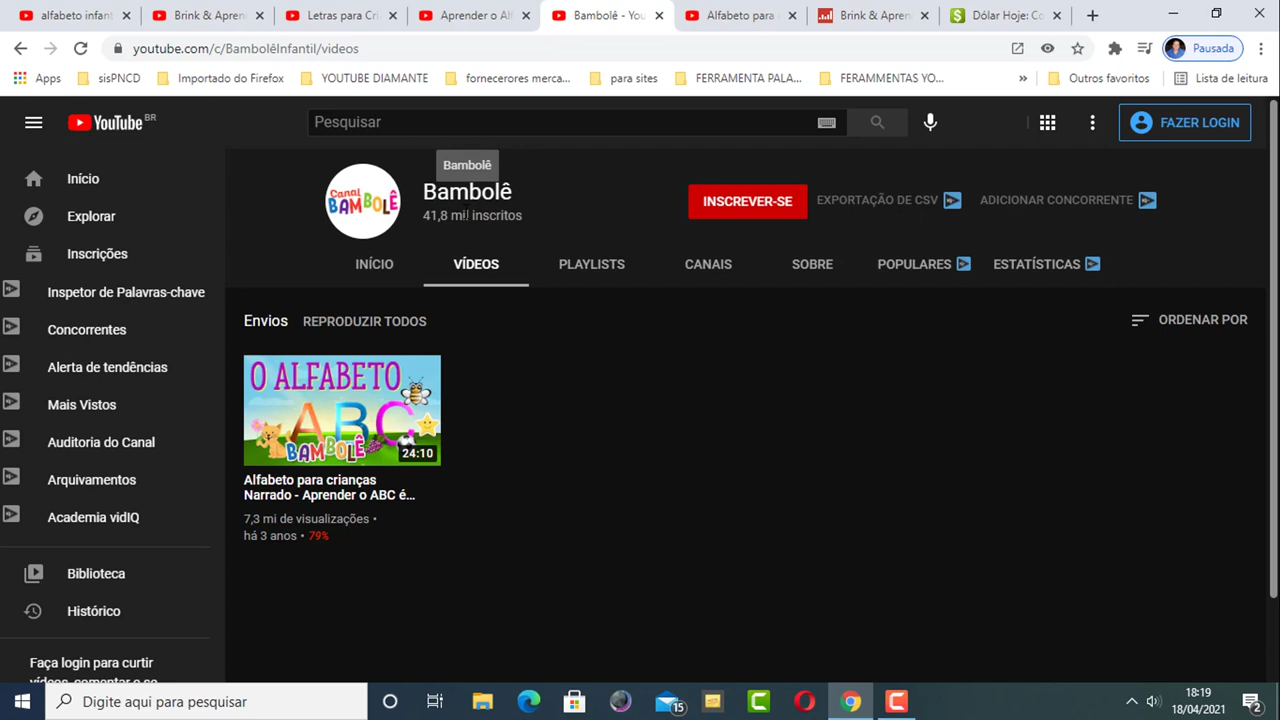 alfabeto infant
Brink & Apren
Letras para Cri
Aprender o Al
Bambolê - You
Alfabeto para
Brink & Apren
Dólar Hoje: Co
youtube.com/c/BambolêInfantil/videos
Pausada
Apps
sisPNCD
Importado do Firefox
YOUTUBE DIAMANTE
fornecerores merca...
para sites
FERRAMENTA PALA...
FERAMMENTAS YO...
»
Outros favoritos
Lista de leitura
YouTube BR
Pesquisar
FAZER LOGIN
Início
Explorar
Inscrições
Inspetor de Palavras-chave
Concorrentes
Alerta de tendências
Mais Vistos
Auditoria do Canal
Arquivamentos
Academia vidIQ
Biblioteca
Histórico
Faça login para curtir
vídeos, comentar e se
Canal
BAMBOLÊ
Bambolê
Bambolê
41,8 mil inscritos
INSCREVER-SE
EXPORTAÇÃO DE CSV
ADICIONAR CONCORRENTE
INÍCIO
VÍDEOS
PLAYLISTS
CANAIS
SOBRE
POPULARES
ESTATÍSTICAS
Envios
REPRODUZIR TODOS
ORDENAR POR
O ALFABETO
ABC
BAMBOLÊ
24:10
Alfabeto para crianças
Narrado - Aprender o ABC é...
7,3 mi de visualizações •
há 3 anos • 79%
Digite aqui para pesquisar
15
18:19
18/04/2021
2